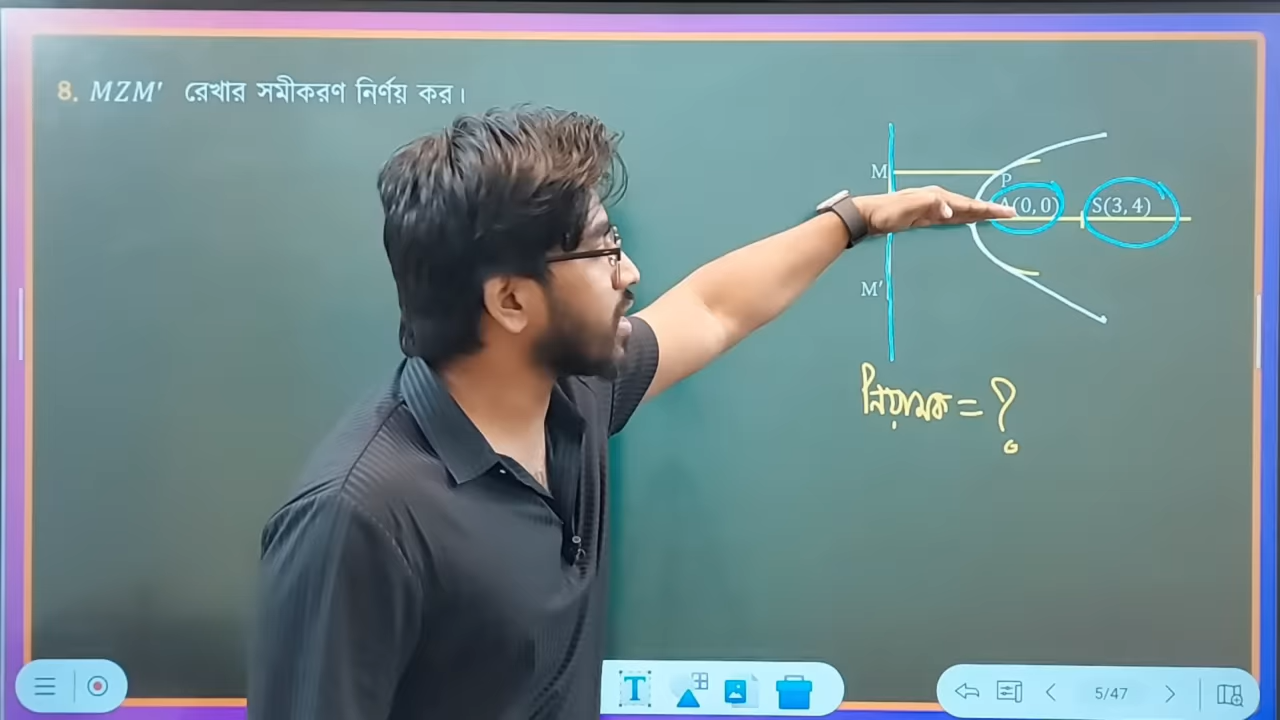 8. MZM′ রেখার সমীকরণ নির্ণয় কর।
M
P
A(0, 0)
S(3, 4)
M′
নিয়ামক = ?
T
5/47